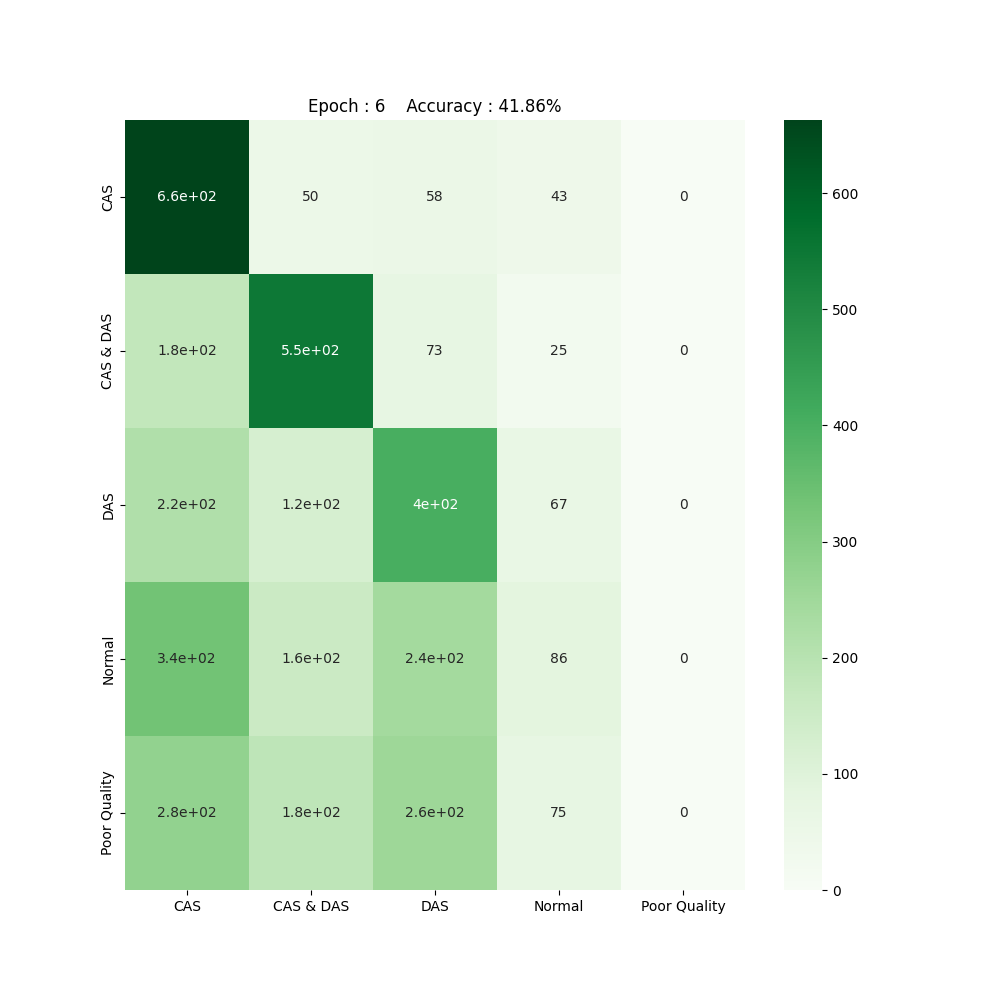 Epoch : 6    Accuracy : 41.86%
CAS 6.6e+02 50 58 43 0
CAS & DAS 1.8e+02 5.5e+02 73 25 0
DAS 2.2e+02 1.2e+02 4e+02 67 0
Normal 3.4e+02 1.6e+02 2.4e+02 86 0
Poor Quality 2.8e+02 1.8e+02 2.6e+02 75 0
CAS CAS & DAS DAS Normal Poor Quality
600
500
400
300
200
100
0